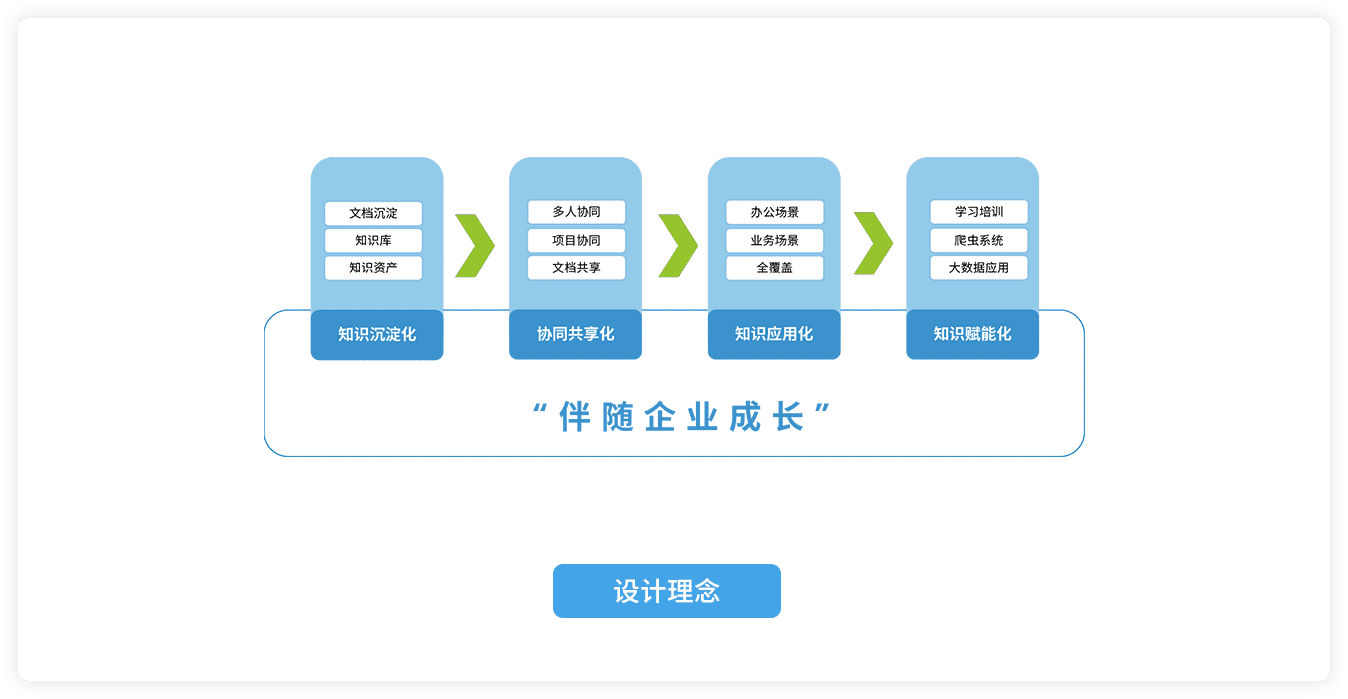 文档沉淀
知识库
知识资产
知识沉淀化
多人协同
项目协同
文档共享
协同共享化
办公场景
业务场景
全覆盖
知识应用化
学习培训
爬虫系统
大数据应用
知识赋能化
“伴随企业成长”
设计理念